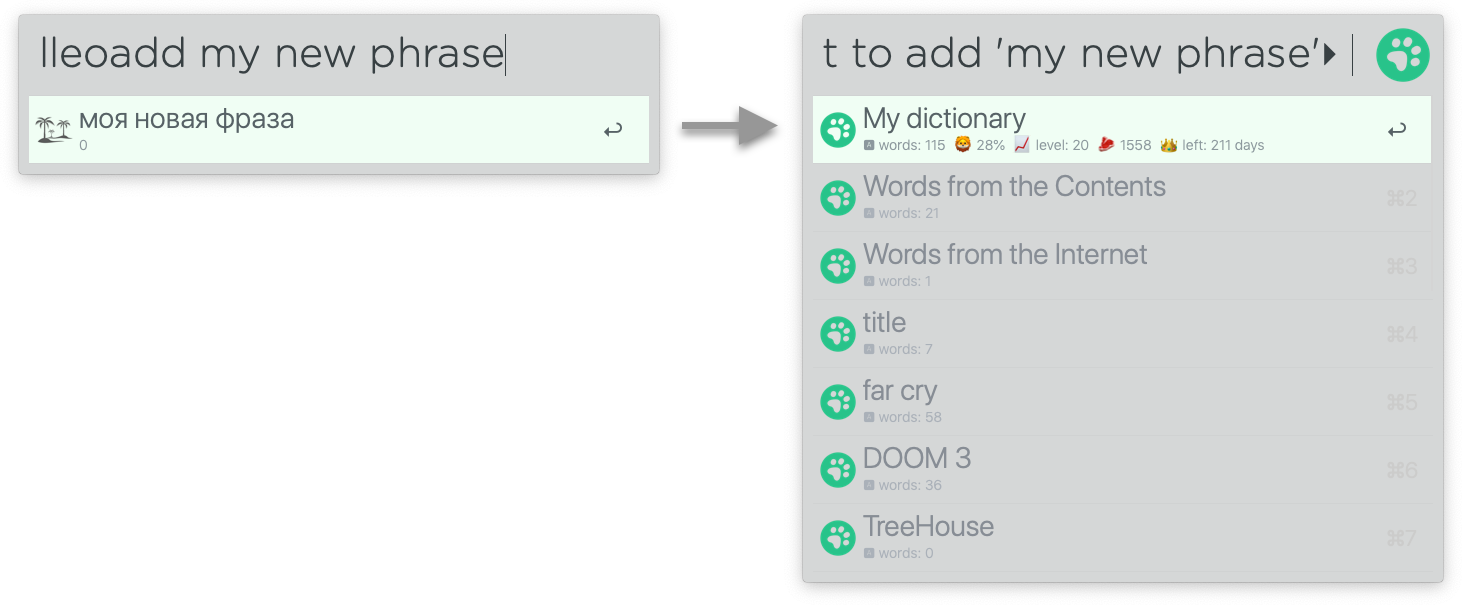 lleoadd my new phrase
моя новая фраза
0
t to add 'my new phrase'
My dictionary
words: 115 28% level: 20 1558 left: 211 days
Words from the Contents
words: 21
⌘2
Words from the Internet
words: 1
⌘3
title
words: 7
⌘4
far cry
words: 58
⌘5
DOOM 3
words: 36
⌘6
TreeHouse
words: 0
⌘7